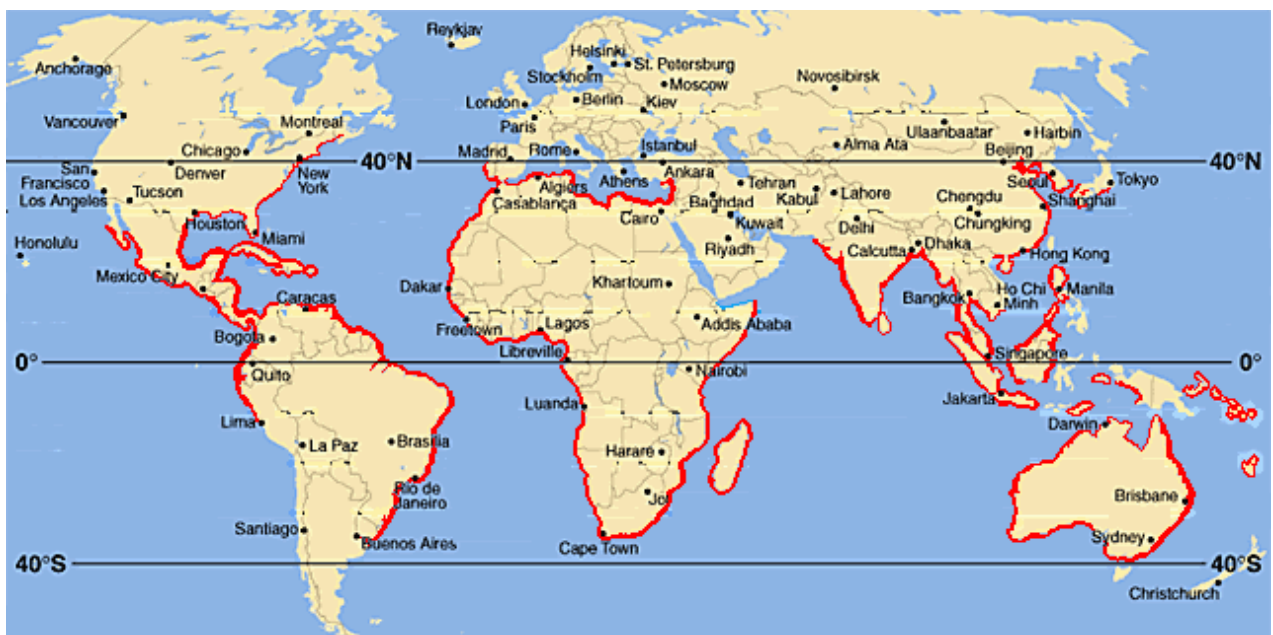 Reykjav
Helsinki
Anchorage
St. Petersburg
Stockholm
Moscow
Novosibirsk
London
Berlin
Kiev
Vancouver
Montreal
Paris
Ulaanbaatar
Harbin
Chicago
Madrid
Rome
Istanbul
Alma Ata
Beijing
40°N
40°N
San
Francisco
Denver
New
York
Athens
Ankara
Seoul
Tokyo
Los Angeles
Tucson
Algiers
Tehran
Lahore
Chengdu
Casablança
Baghdad
Kabul
Shanghai
Houston
Cairo
Kuwait
Delhi
Chungking
Honolulu
Miami
Riyadh
Calcutta
Dhaka
Hong Kong
Mexico City
Khartoum
Dakar
Caracas
Bangkok
Ho Chi
Minh
Manila
Freetown
Lagos
Addis Ababa
Bogota
Libreville
Singapore
0°
0°
Quito
Nairobi
Luanda
Jakarta
Lima
Darwin
La Paz
Brasilia
Harare
Rio de
Janeiro
Jo
Brisbane
Santiago
Buenos Aires
Cape Town
Sydney
40°S
40°S
Christchurch